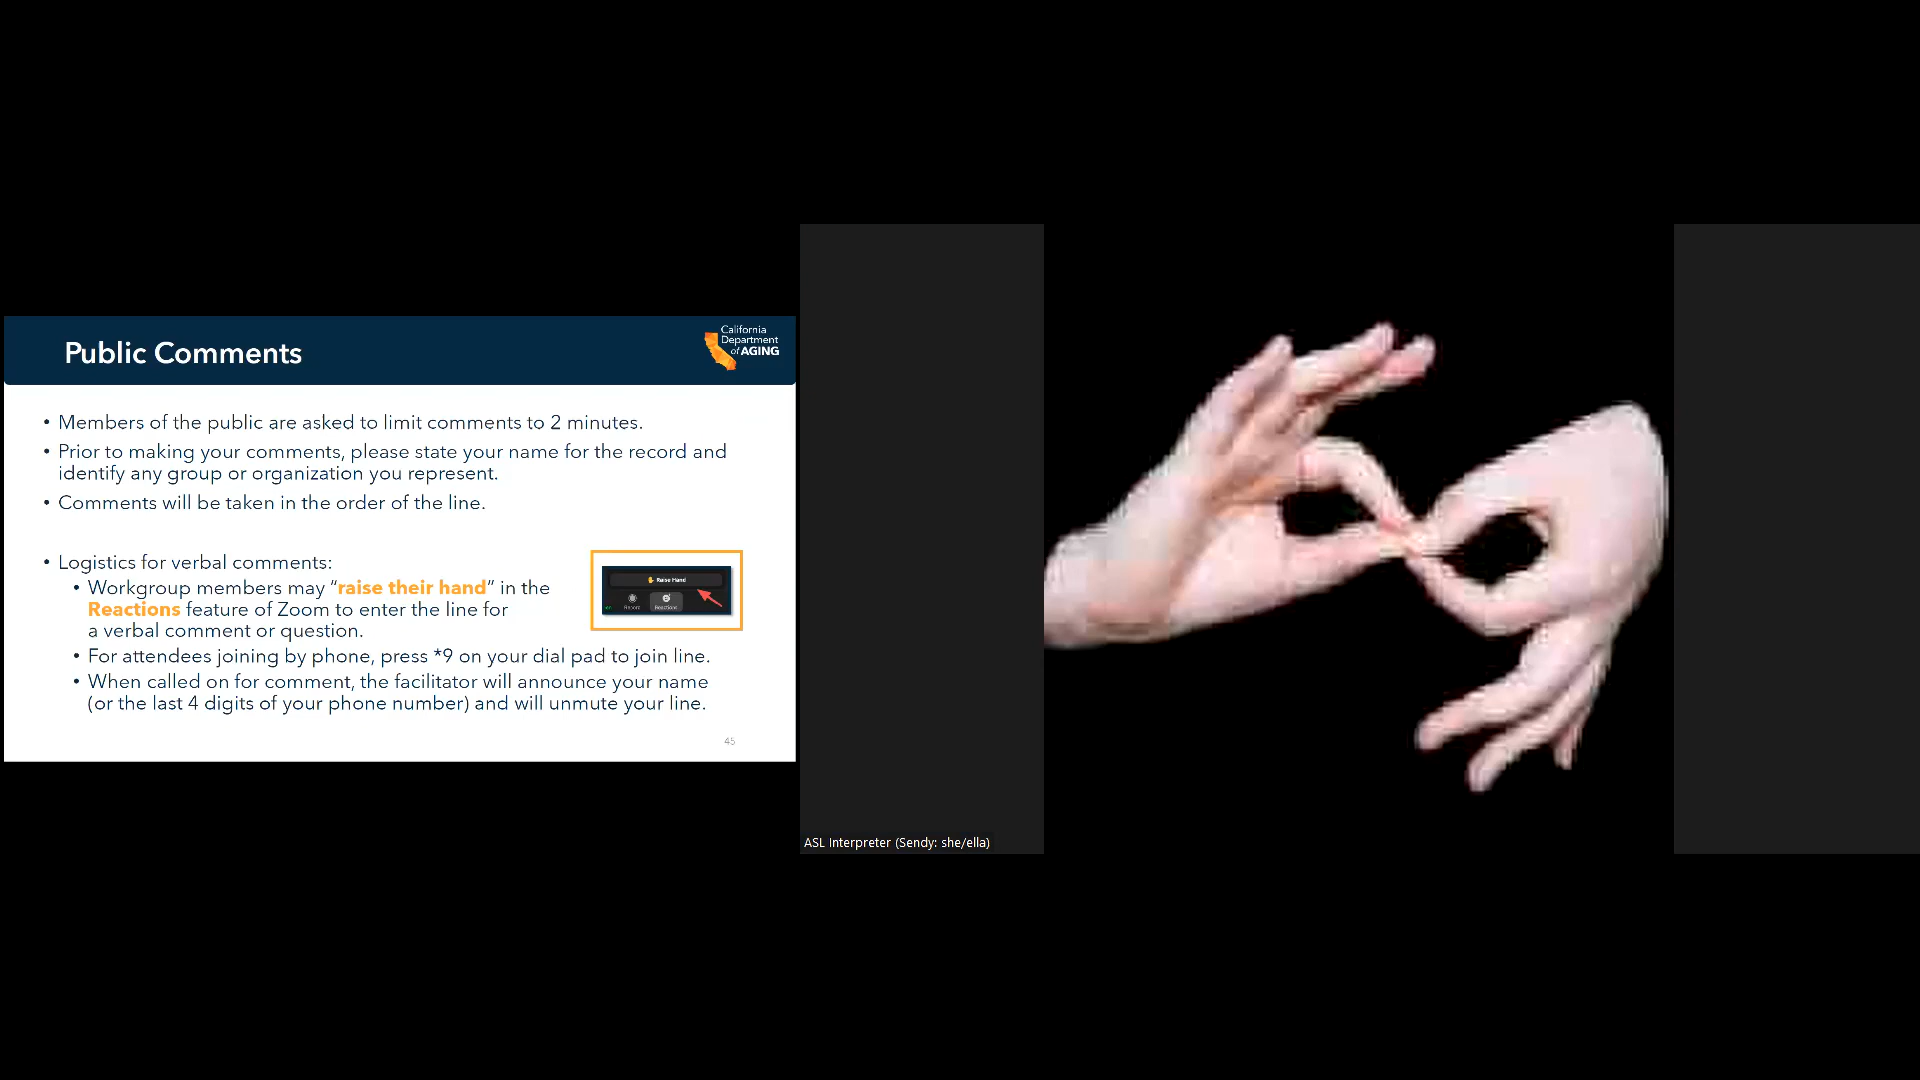 Public Comments
California
Department
of AGING
• Members of the public are asked to limit comments to 2 minutes.
• Prior to making your comments, please state your name for the record and
identify any group or organization you represent.
• Comments will be taken in the order of the line.
• Logistics for verbal comments:
• Workgroup members may “raise their hand” in the
Reactions feature of Zoom to enter the line for
a verbal comment or question.
• For attendees joining by phone, press *9 on your dial pad to join line.
• When called on for comment, the facilitator will announce your name
(or the last 4 digits of your phone number) and will unmute your line.
Raise Hand
Record
Reactions
45
ASL Interpreter (Sendy: she/ella)